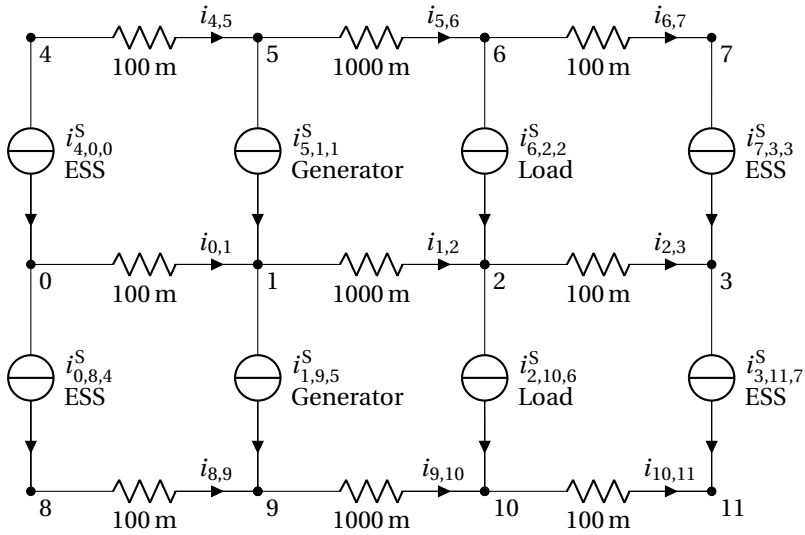 i4,5 i5,6 i6,7
4 5 6 7
100 m 1000 m 100 m
iS4,0,0 iS5,1,1 iS6,2,2 iS7,3,3
ESS Generator Load ESS
i0,1 i1,2 i2,3
0 1 2 3
100 m 1000 m 100 m
iS0,8,4 iS1,9,5 iS2,10,6 iS3,11,7
ESS Generator Load ESS
i8,9 i9,10 i10,11
8 9 10 11
100 m 1000 m 100 m